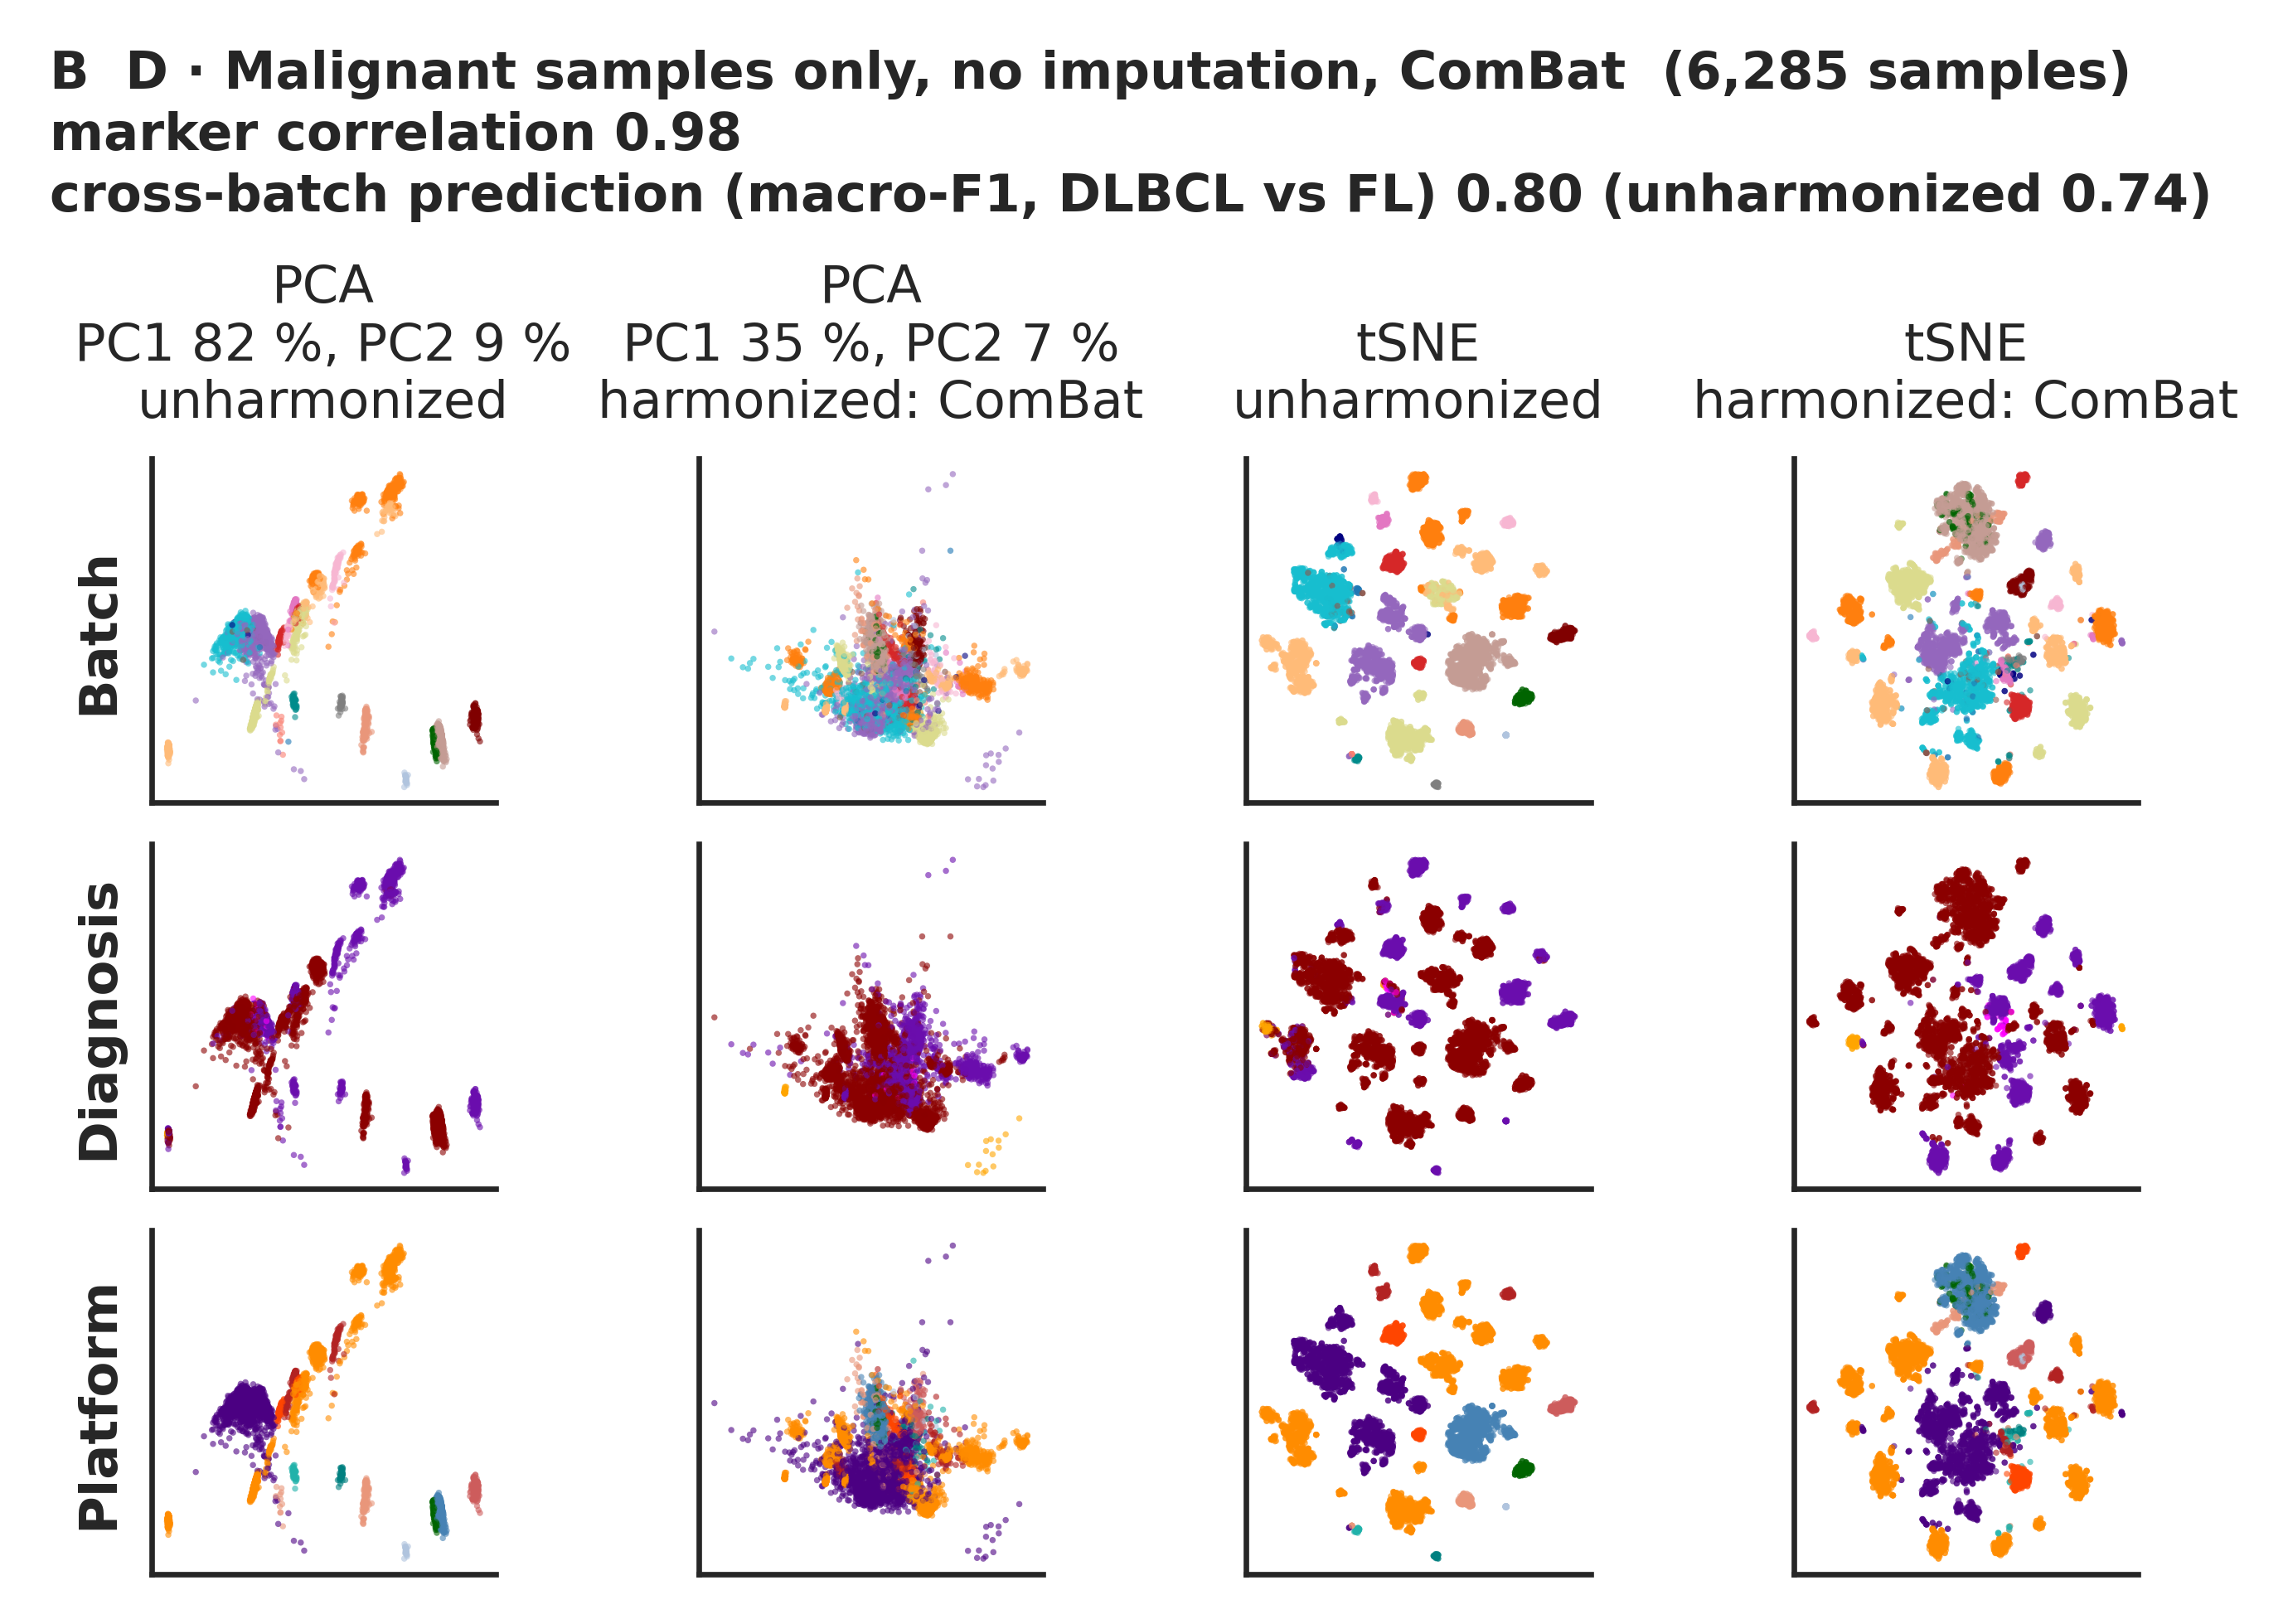 B  D · Malignant samples only, no imputation, ComBat  (6,285 samples)
marker correlation 0.98
cross-batch prediction (macro-F1, DLBCL vs FL) 0.80 (unharmonized 0.74)
PCA
PC1 82 %, PC2 9 %
unharmonized
PCA
PC1 35 %, PC2 7 %
harmonized: ComBat
tSNE
unharmonized
tSNE
harmonized: ComBat
Batch
Diagnosis
Platform